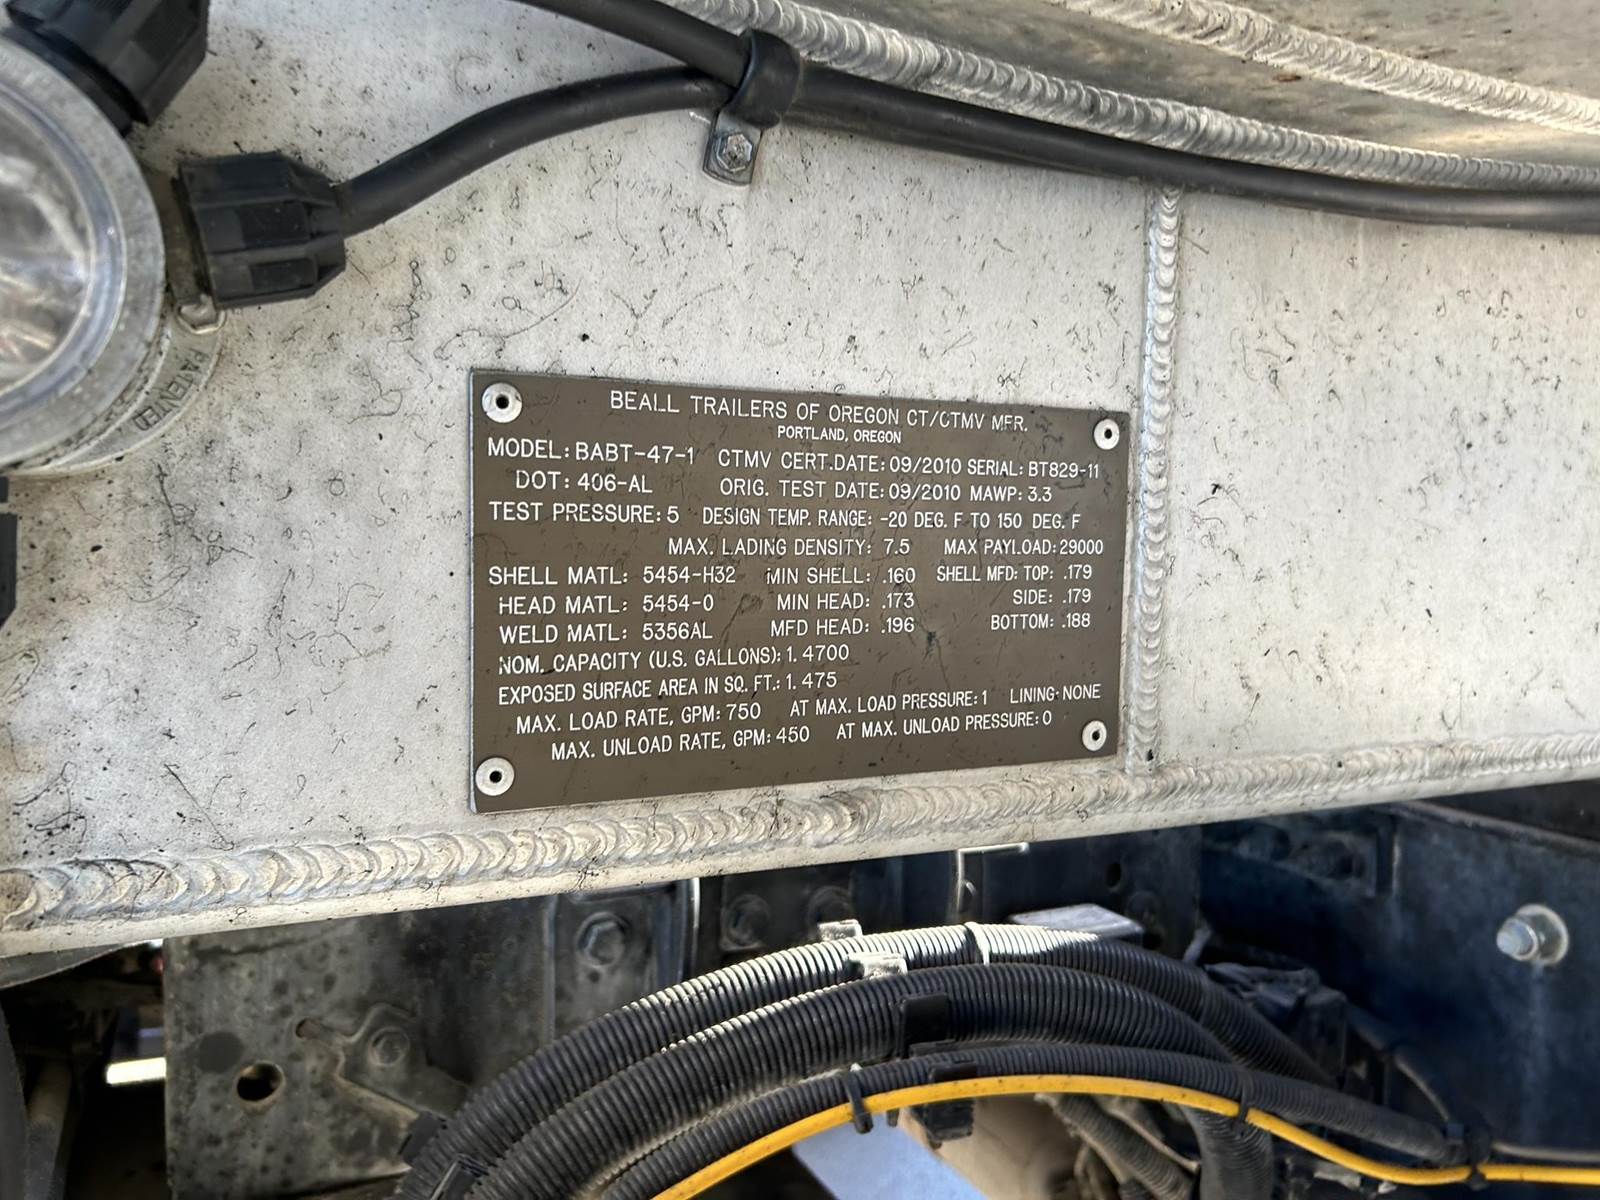 PATENTED
BEALL TRAILERS OF OREGON CT/CTMV MFR.
PORTLAND, OREGON
MODEL: BABT-47-1 CTMV CERT.DATE: 09/2010 SERIAL: BT829-11
DOT: 406-AL ORIG. TEST DATE: 09/2010 MAWP: 3.3
TEST PRESSURE: 5 DESIGN TEMP. RANGE: -20 DEG. F TO 150 DEG. F
MAX. LADING DENSITY: 7.5 MAX PAYLOAD: 29000
SHELL MATL: 5454-H32 MIN SHELL: .160 SHELL MFD: TOP: .179
HEAD MATL: 5454-0 MIN HEAD: .173 SIDE: .179
WELD MATL: 5356AL MFD HEAD: .196 BOTTOM: .188
NOM. CAPACITY (U.S. GALLONS): 1. 4700
EXPOSED SURFACE AREA IN SQ. FT.: 1. 475
MAX. LOAD RATE, GPM: 750 AT MAX. LOAD PRESSURE: 1 LINING: NONE
MAX. UNLOAD RATE, GPM: 450 AT MAX. UNLOAD PRESSURE: 0